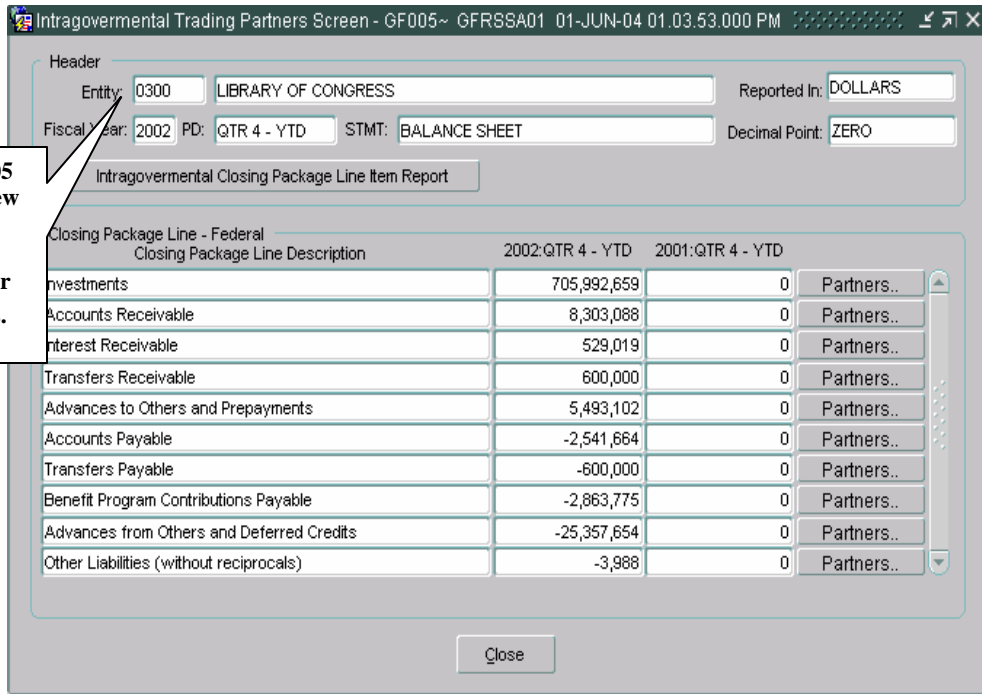 Intragovermental Trading Partners Screen - GF005~ GFRSSA01 01-JUN-04 01.03.53.000 PM
Header
Entity: 0300 LIBRARY OF CONGRESS Reported In: DOLLARS
Fiscal Year: 2002 PD: QTR 4 - YTD STMT: BALANCE SHEET Decimal Point: ZERO
Intragovermental Closing Package Line Item Report
Closing Package Line - Federal
Closing Package Line Description 2002:QTR 4 - YTD 2001:QTR 4 - YTD
nvestments 705,992,659 0 Partners..
Accounts Receivable 8,303,088 0 Partners..
nterest Receivable 529,019 0 Partners..
Transfers Receivable 600,000 0 Partners..
Advances to Others and Prepayments 5,493,102 0 Partners..
Accounts Payable -2,541,664 0 Partners..
Transfers Payable -600,000 0 Partners..
Benefit Program Contributions Payable -2,863,775 0 Partners..
Advances from Others and Deferred Credits -25,357,654 0 Partners..
Other Liabilities (without reciprocals) -3,988 0 Partners..
Close